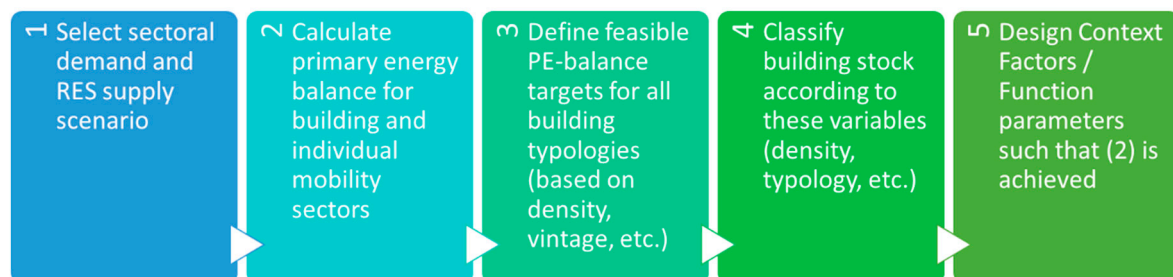 1 Select sectoral
demand and
RES supply
scenario
2 Calculate
primary energy
balance for
building and
individual
mobility
sectors
3 Define feasible
PE-balance
targets for all
building
typologies
(based on
density,
vintage, etc.)
4 Classify
building stock
according to
these variables
(density,
typology, etc.)
5 Design Context
Factors /
Function
parameters
such that (2) is
achieved